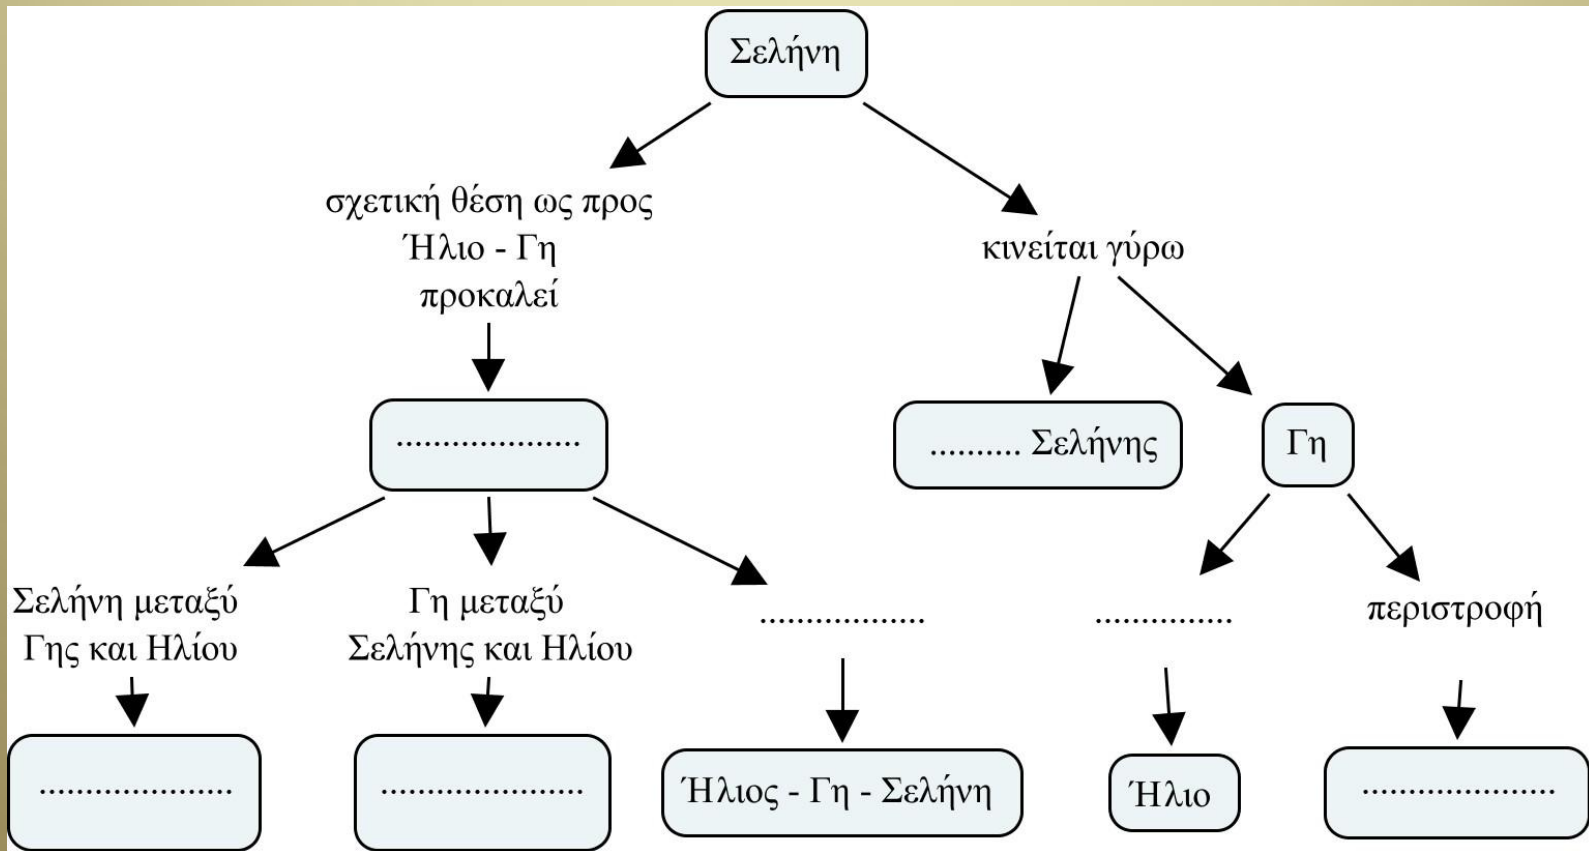 Σελήνη
σχετική θέση ως προς
Ήλιο - Γη
προκαλεί
κινείται γύρω
....................
.......... Σελήνης
Γη
Σελήνη μεταξύ
Γης και Ηλίου
Γη μεταξύ
Σελήνης και Ηλίου
..................
...............
περιστροφή
.....................
......................
Ήλιος - Γη - Σελήνη
Ήλιο
.....................